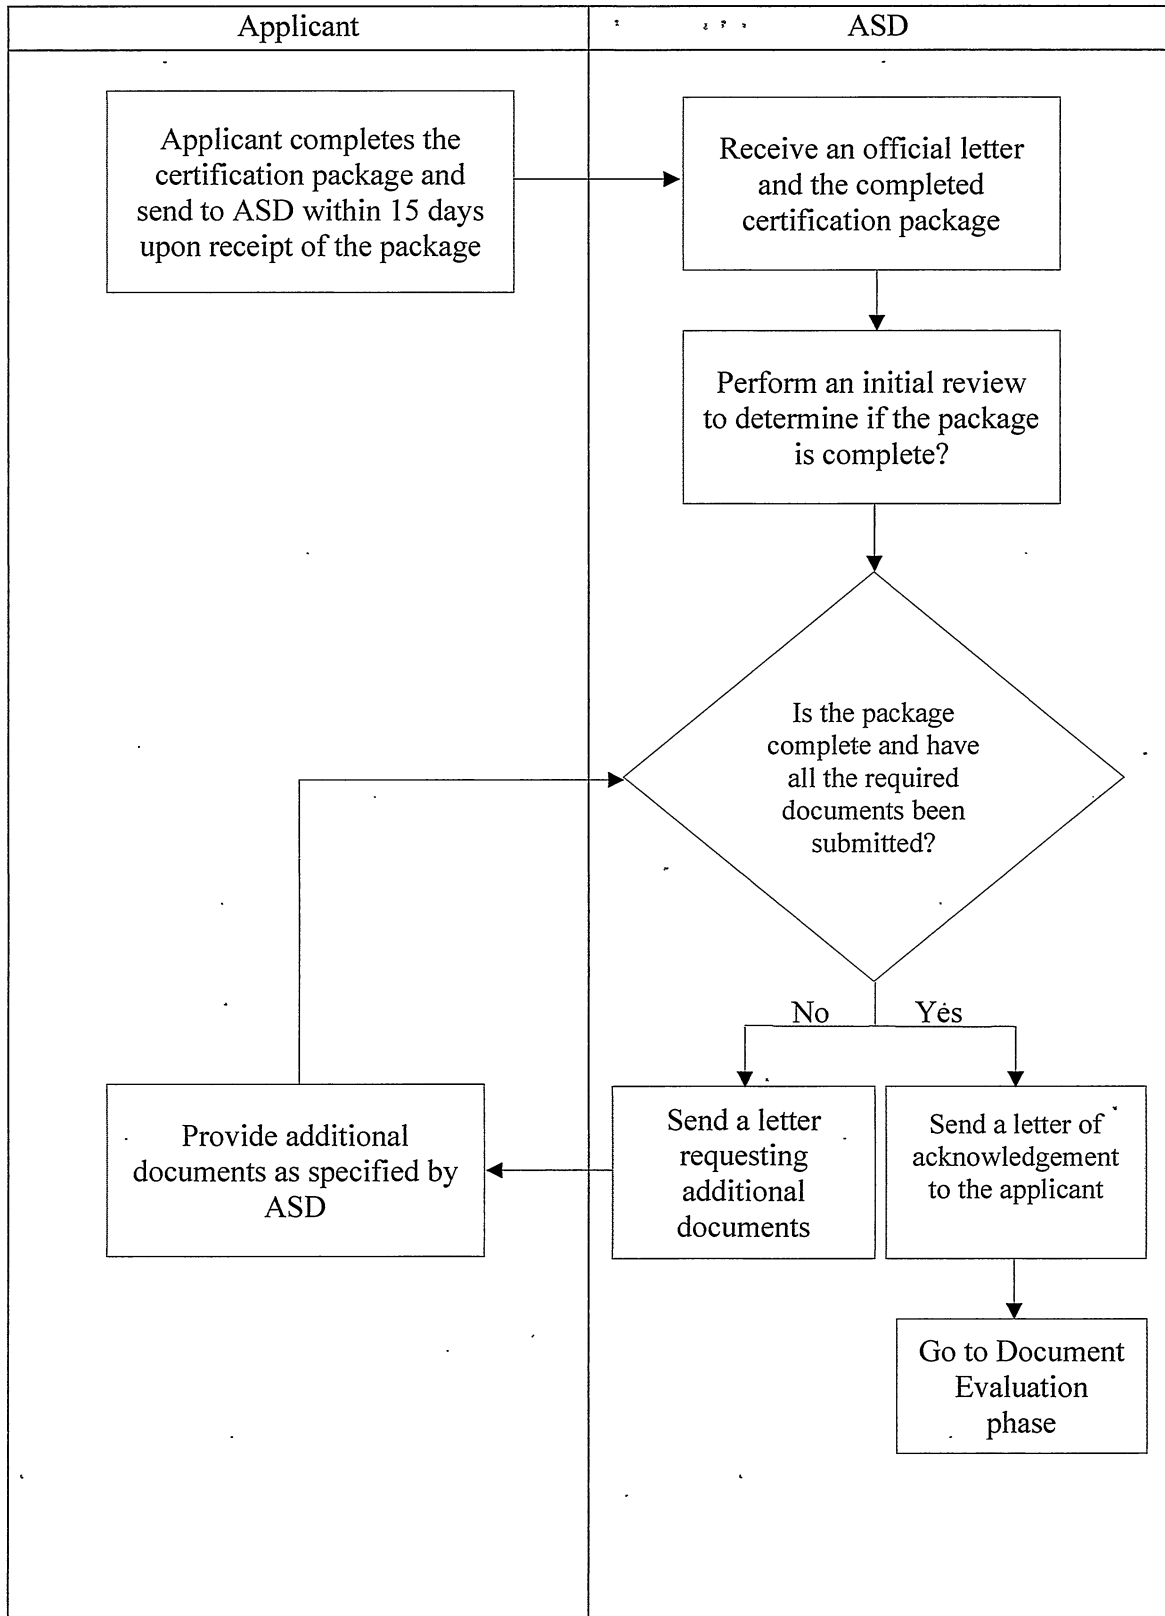 Applicant
ASD
Applicant completes the
certification package and
send to ASD within 15 days
upon receipt of the package
Receive an official letter
and the completed
certification package
Perform an initial review
to determine if the package
is complete?
Is the package
complete and have
all the required
documents been
submitted?
No
Yes
Provide additional
documents as specified by
ASD
Send a letter
requesting
additional
documents
Send a letter of
acknowledgement
to the applicant
Go to Document
Evaluation
phase